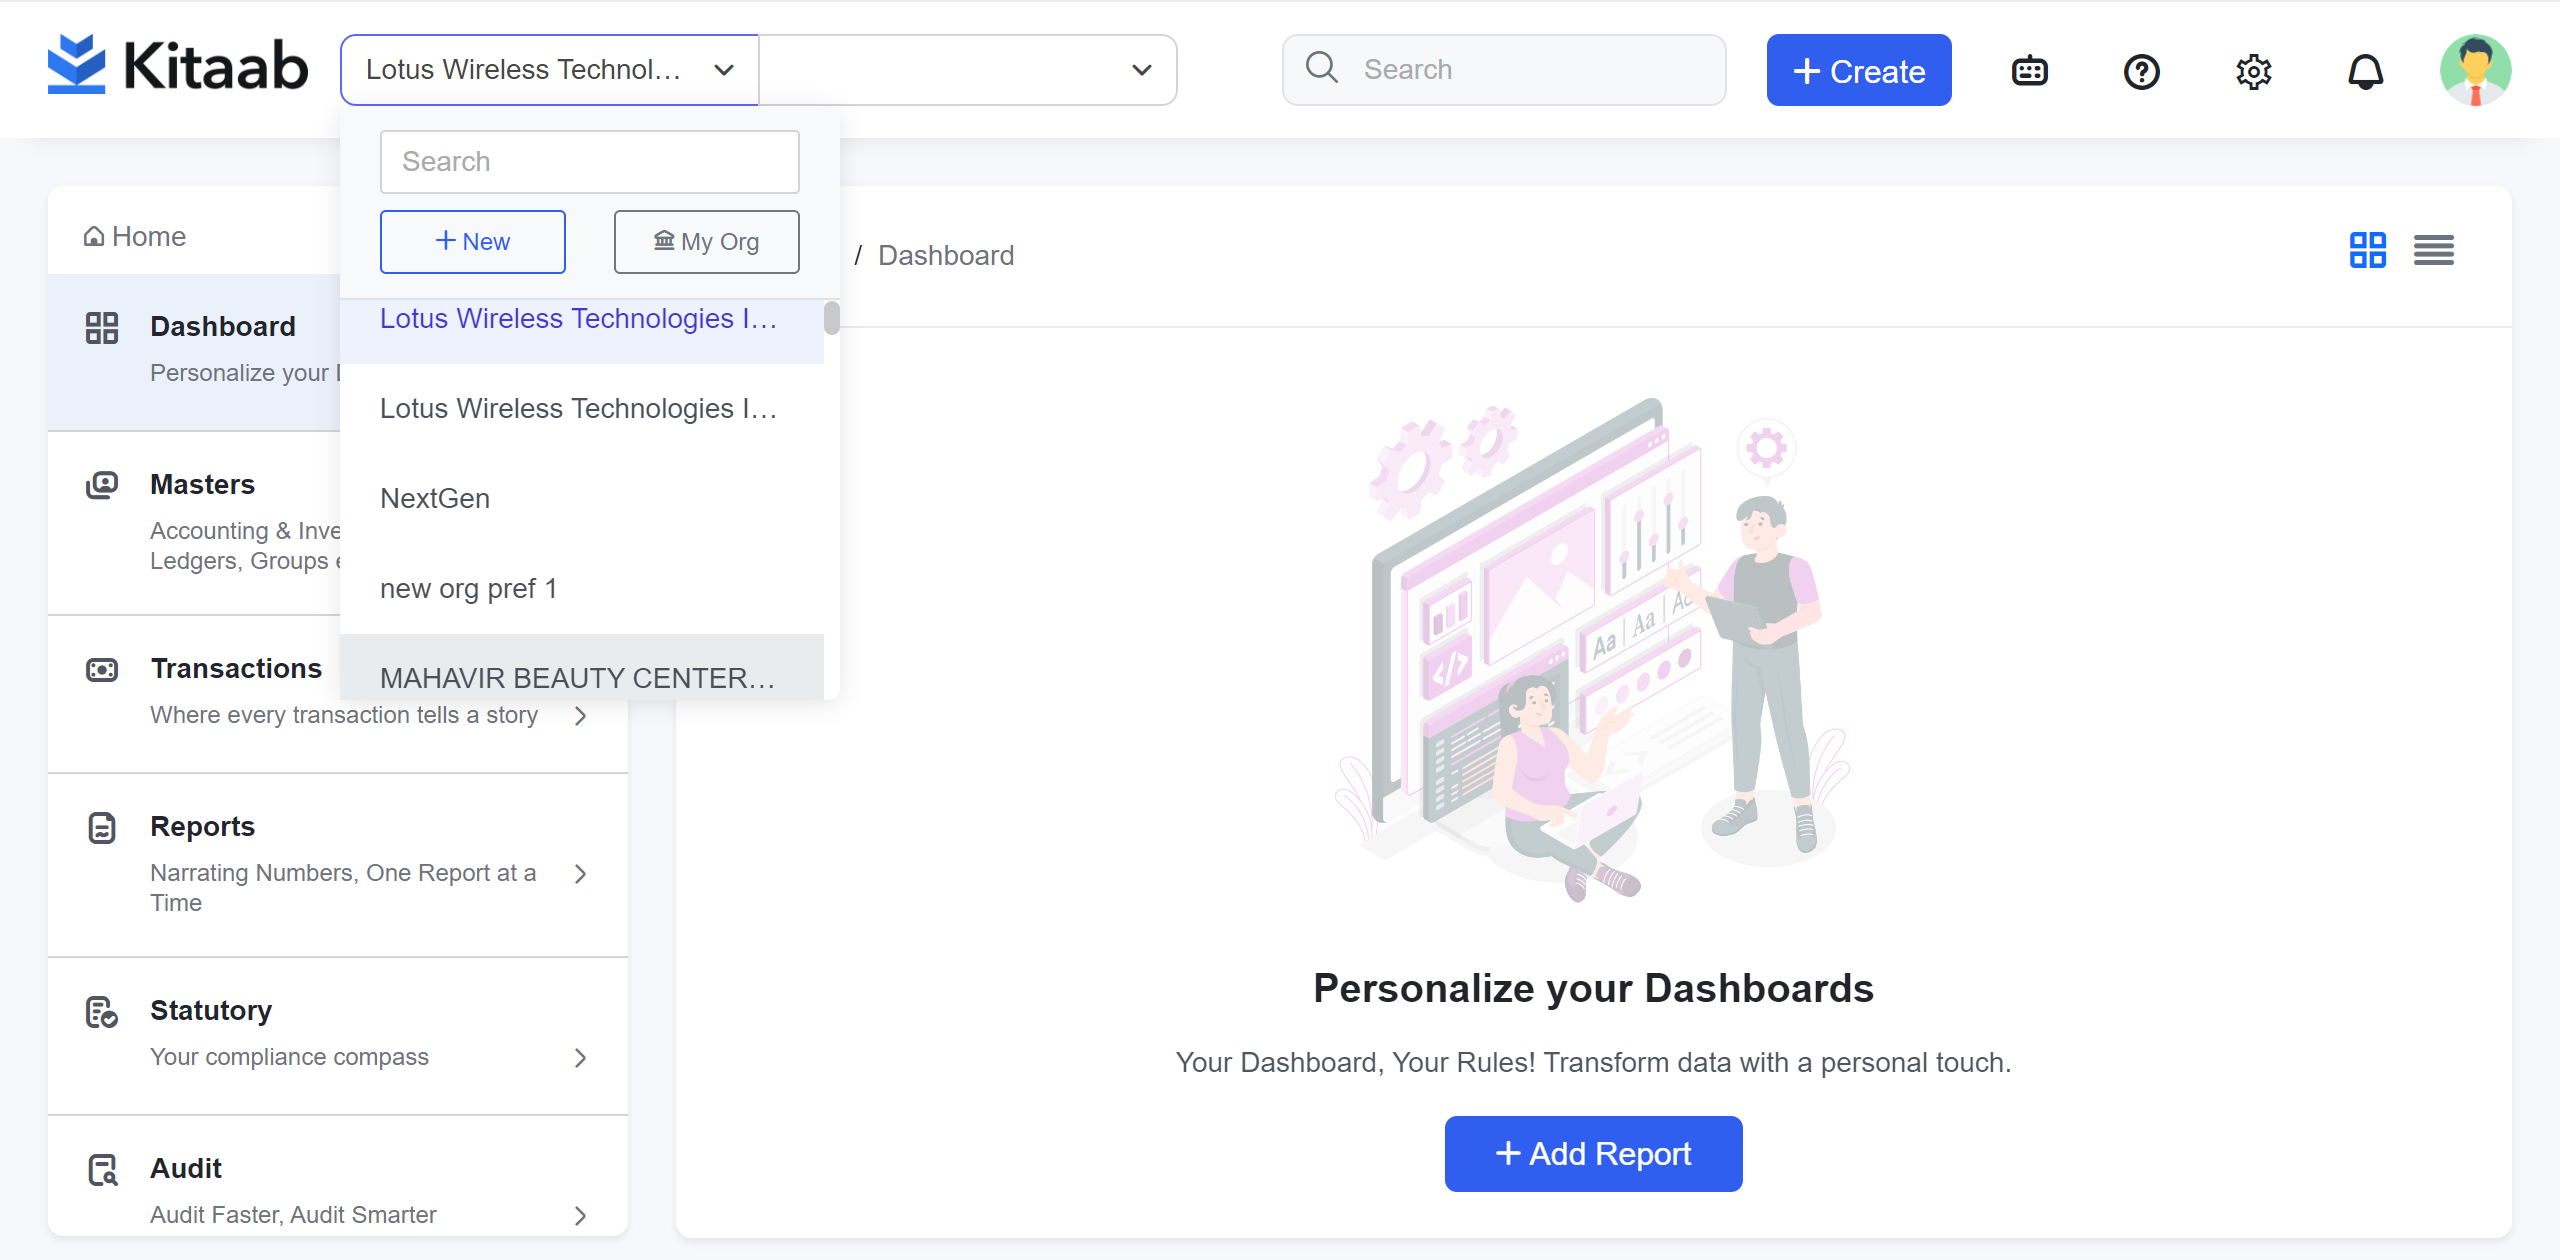 Kitaab
Lotus Wireless Technol...
Search
+ Create
Search
+ New
My Org
Lotus Wireless Technologies I...
Lotus Wireless Technologies I...
NextGen
new org pref 1
MAHAVIR BEAUTY CENTER...
Home
Dashboard
Personalize your
Masters
Accounting & Inve
Ledgers, Groups
Transactions
Where every transaction tells a story
Reports
Narrating Numbers, One Report at a
Time
Statutory
Your compliance compass
Audit
Audit Faster, Audit Smarter
/ Dashboard
Aa | Aa | Aa
</>
Personalize your Dashboards
Your Dashboard, Your Rules! Transform data with a personal touch.
+ Add Report